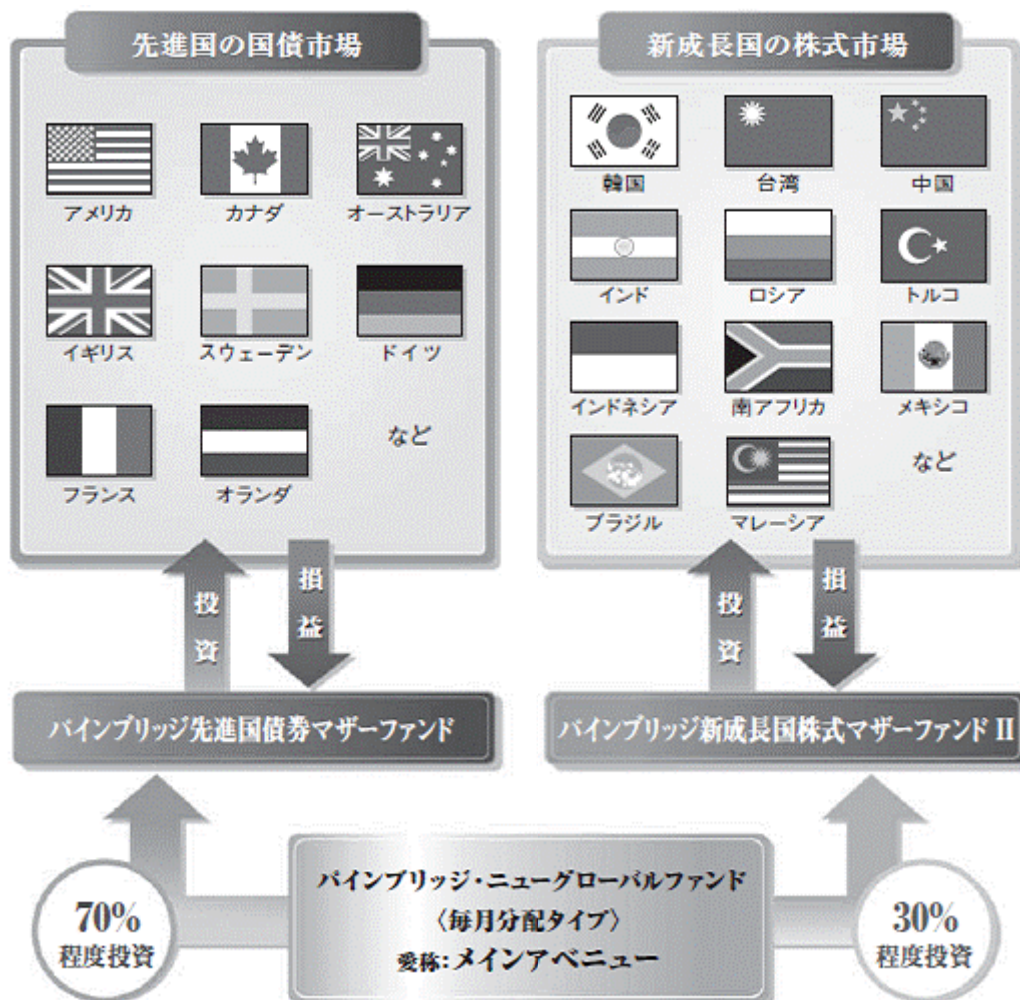 先進国の国債市場
アメリカ
カナダ
オーストラリア
イギリス
スウェーデン
ドイツ
フランス
オランダ
など
新成長国の株式市場
韓国
台湾
中国
インド
ロシア
トルコ
インドネシア
南アフリカ
メキシコ
ブラジル
マレーシア
など
投資
損益
投資
損益
パインブリッジ先進国債券マザーファンド
パインブリッジ新成長国株式マザーファンドⅡ
70%
程度投資
パインブリッジ・ニューグローバルファンド
〈毎月分配タイプ〉
愛称:メインアベニュー
30%
程度投資